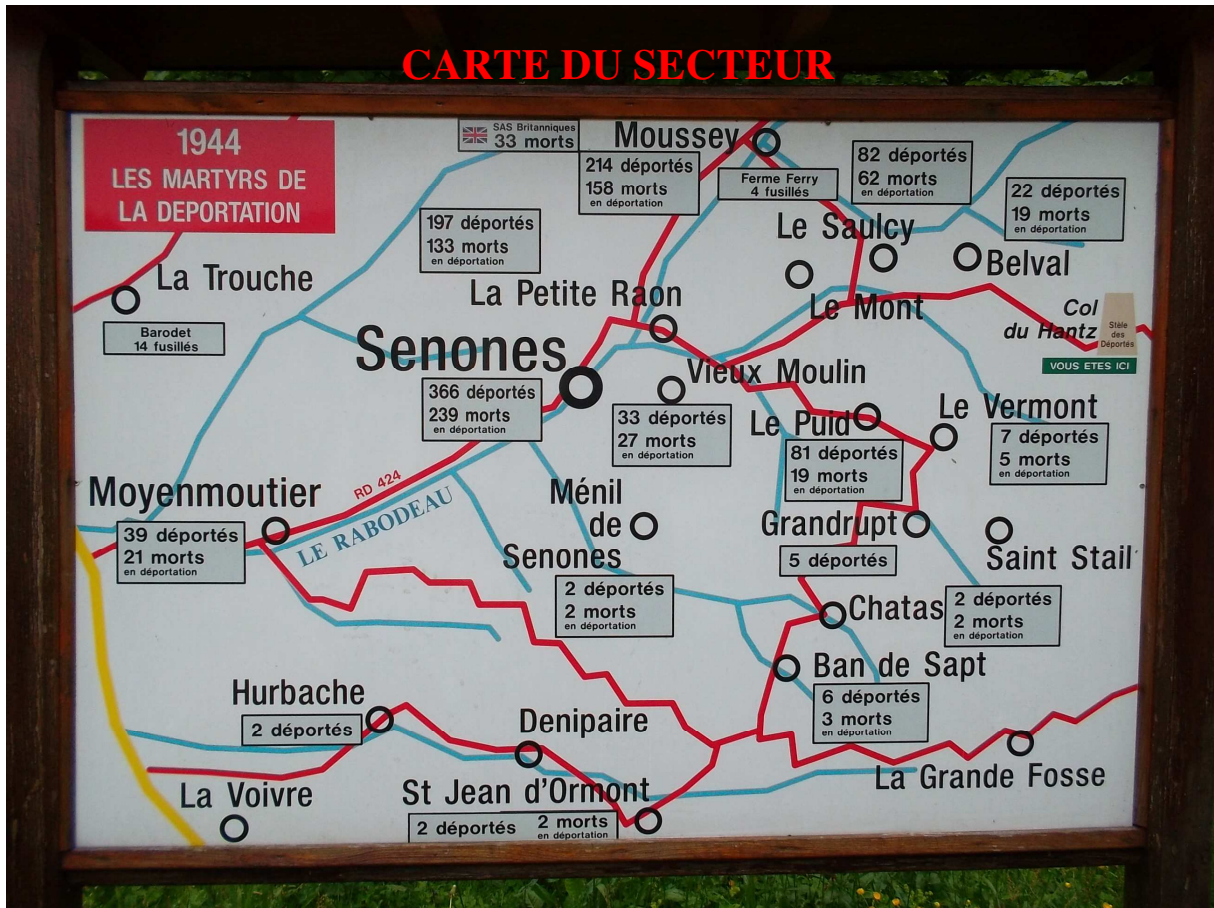 CARTE DU SECTEUR
1944
LES MARTYRS DE
LA DEPORTATION
SAS Britanniques
33 morts
Moussey
214 déportés
158 morts
en déportation
Ferme Ferry
4 fusillés
82 déportés
62 morts
en déportation
22 déportés
19 morts
en déportation
197 déportés
133 morts
en déportation
Le Saulcy
Belval
La Trouche
Barodet
14 fusillés
La Petite Raon
Le Mont
Col
du Hantz
Stèle
des
Déportés
VOUS ETES ICI
Senones
366 déportés
239 morts
en déportation
Vieux Moulin
33 déportés
27 morts
en déportation
Le Puid
81 déportés
19 morts
en déportation
Le Vermont
7 déportés
5 morts
en déportation
Moyenmoutier
39 déportés
21 morts
en déportation
RD 424
LE RABODEAU
Ménil
de
Senones
2 déportés
2 morts
en déportation
Grandrupt
5 déportés
Saint Stail
2 déportés
2 morts
en déportation
Chatas
Ban de Sapt
6 déportés
3 morts
en déportation
Hurbache
2 déportés
Denipaire
La Voivre
St Jean d'Ormont
2 déportés 2 morts
en déportation
La Grande Fosse